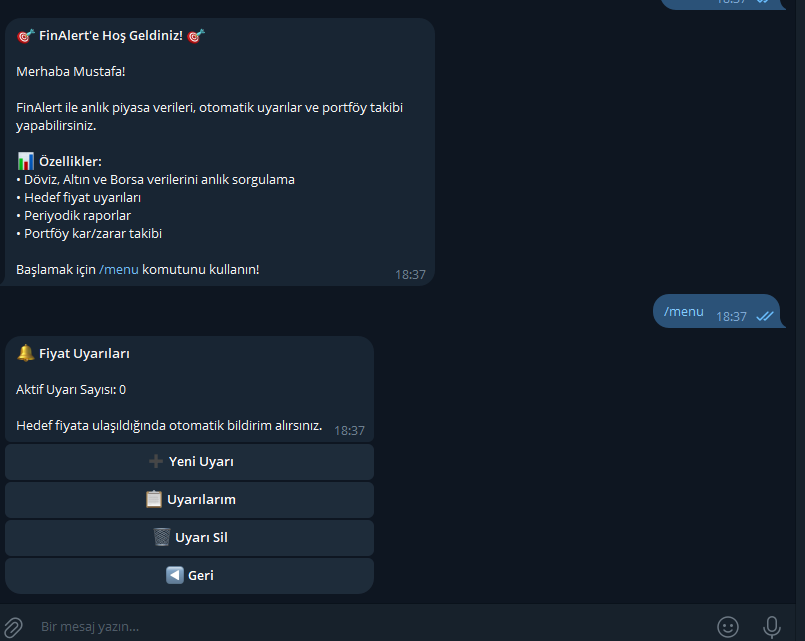 18:37
FinAlert'e Hoş Geldiniz!
Merhaba Mustafa!
FinAlert ile anlık piyasa verileri, otomatik uyarılar ve portföy takibi
yapabilirsiniz.
Özellikler:
• Döviz, Altın ve Borsa verilerini anlık sorgulama
• Hedef fiyat uyarıları
• Periyodik raporlar
• Portföy kar/zarar takibi
Başlamak için /menu komutunu kullanın!
18:37
/menu 18:37
Fiyat Uyarıları
Aktif Uyarı Sayısı: 0
Hedef fiyata ulaşıldığında otomatik bildirim alırsınız.
18:37
Yeni Uyarı
Uyarılarım
Uyarı Sil
Geri
Bir mesaj yazın...